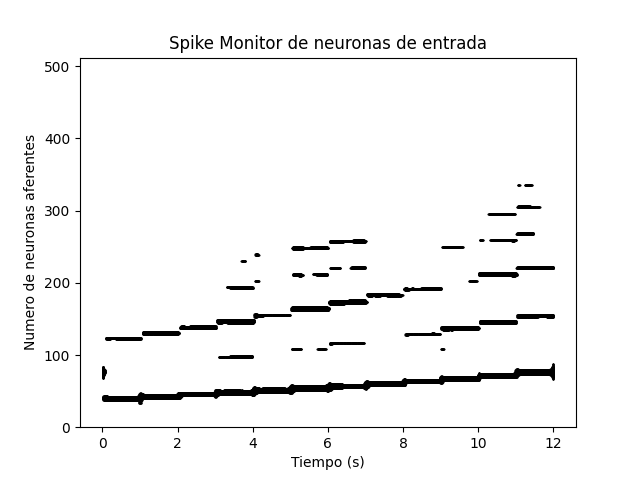 Spike Monitor de neuronas de entrada
500
400
300
200
100
0
Numero de neuronas aferentes
0 2 4 6 8 10 12
Tiempo (s)